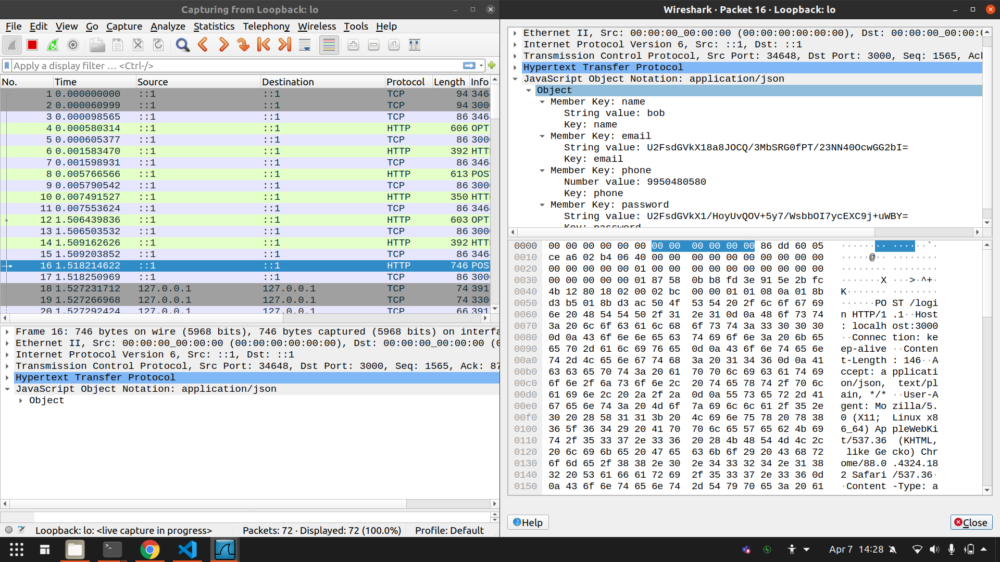 Capturing from Loopback: lo
File Edit View Go Capture Analyze Statistics Telephony Wireless Tools Help
Apply a display filter … <Ctrl-/>
No. Time Source Destination Protocol Length Info
1 0.000000000 ::1 ::1 TCP 94 346
2 0.000060999 ::1 ::1 TCP 94 300
3 0.000098565 ::1 ::1 TCP 86 346
4 0.000580314 ::1 ::1 HTTP 606 OPT
5 0.000605377 ::1 ::1 TCP 86 300
6 0.001583470 ::1 ::1 HTTP 392 HTT
7 0.001598931 ::1 ::1 TCP 86 346
8 0.005766566 ::1 ::1 HTTP 613 POS
9 0.005790542 ::1 ::1 TCP 86 300
10 0.007491527 ::1 ::1 HTTP 350 HTT
11 0.007553624 ::1 ::1 TCP 86 346
12 1.506439836 ::1 ::1 HTTP 603 OPT
13 1.506503532 ::1 ::1 TCP 86 300
14 1.509162626 ::1 ::1 HTTP 392 HTT
15 1.509203852 ::1 ::1 TCP 86 346
16 1.518214622 ::1 ::1 HTTP 746 POS
17 1.518250969 ::1 ::1 TCP 86 300
18 1.527231712 127.0.0.1 127.0.0.1 TCP 74 391
19 1.527266968 127.0.0.1 127.0.0.1 TCP 74 330
20 1.527292424 127.0.0.1 127.0.0.1 TCP 66 391
Frame 16: 746 bytes on wire (5968 bits), 746 bytes captured (5968 bits) on interfa
Ethernet II, Src: 00:00:00_00:00:00 (00:00:00:00:00:00), Dst: 00:00:00_00:00:00 (0
Internet Protocol Version 6, Src: ::1, Dst: ::1
Transmission Control Protocol, Src Port: 34648, Dst Port: 3000, Seq: 1565, Ack: 87
Hypertext Transfer Protocol
JavaScript Object Notation: application/json
Object
Loopback: lo: <live capture in progress> Packets: 72 · Displayed: 72 (100.0%) Profile: Default
Wireshark · Packet 16 · Loopback: lo
Ethernet II, Src: 00:00:00_00:00:00 (00:00:00:00:00:00), Dst: 00:00:00_00:00:0
Internet Protocol Version 6, Src: ::1, Dst: ::1
Transmission Control Protocol, Src Port: 34648, Dst Port: 3000, Seq: 1565, Ack
Hypertext Transfer Protocol
JavaScript Object Notation: application/json
Object
Member Key: name
String value: bob
Key: name
Member Key: email
String value: U2FsdGVkX18a8JOCQ/3MbSRG0fPT/23NN40OcwGG2bI=
Key: email
Member Key: phone
Number value: 9950480580
Key: phone
Member Key: password
String value: U2FsdGVkX1/HoyUvQOV+5y7/WsbbOI7ycEXC9j+uWBY=
Key: password
0000 00 00 00 00 00 00 00 00 00 00 00 00 86 dd 60 05 ········ ······`·
0010 ce a6 02 b4 06 40 00 00 00 00 00 00 00 00 00 00 ·····@·· ········
0020 00 00 00 00 00 01 00 00 00 00 00 00 00 00 00 00 ········ ········
0030 00 00 00 00 00 01 87 58 0b b8 fd 3e 91 5e 2b fc ·······X ···>·^+·
0040 4b 12 80 18 02 00 02 bc 00 00 01 01 08 0a 01 8b K······· ········
0050 d3 b5 01 8b d3 ac 50 4f 53 54 20 2f 6c 6f 67 69 ······PO ST /logi
0060 6e 20 48 54 54 50 2f 31 2e 31 0d 0a 48 6f 73 74 n HTTP/1 .1··Host
0070 3a 20 6c 6f 63 61 6c 68 6f 73 74 3a 33 30 30 30 : localh ost:3000
0080 0d 0a 43 6f 6e 6e 65 63 74 69 6f 6e 3a 20 6b 65 ··Connec tion: ke
0090 65 70 2d 61 6c 69 76 65 0d 0a 43 6f 6e 74 65 6e ep-alive ··Conten
00a0 74 2d 4c 65 6e 67 74 68 3a 20 31 34 36 0d 0a 41 t-Length : 146··A
00b0 63 63 65 70 74 3a 20 61 70 70 6c 69 63 61 74 69 ccept: a pplicati
00c0 6f 6e 2f 6a 73 6f 6e 2c 20 74 65 78 74 2f 70 6c on/json, text/pl
00d0 61 69 6e 2c 20 2a 2f 2a 0d 0a 55 73 65 72 2d 41 ain, */* ··User-A
00e0 67 65 6e 74 3a 20 4d 6f 7a 69 6c 6c 61 2f 35 2e gent: Mo zilla/5.
00f0 30 20 28 58 31 31 3b 20 4c 69 6e 75 78 20 78 38 0 (X11; Linux x8
0100 36 5f 36 34 29 20 41 70 70 6c 65 57 65 62 4b 69 6_64) Ap pleWebKi
0110 74 2f 35 33 37 2e 33 36 20 28 4b 48 54 4d 4c 2c t/537.36 (KHTML,
0120 20 6c 69 6b 65 20 47 65 63 6b 6f 29 20 43 68 72 like Ge cko) Chr
0130 6f 6d 65 2f 38 38 2e 30 2e 34 33 32 34 2e 31 38 ome/88.0 .4324.18
0140 32 20 53 61 66 61 72 69 2f 35 33 37 2e 33 36 0d 2 Safari /537.36·
0150 0a 43 6f 6e 74 65 6e 74 2d 54 79 70 65 3a 20 61 ·Content -Type: a
Help Close
Apr 7 14:28